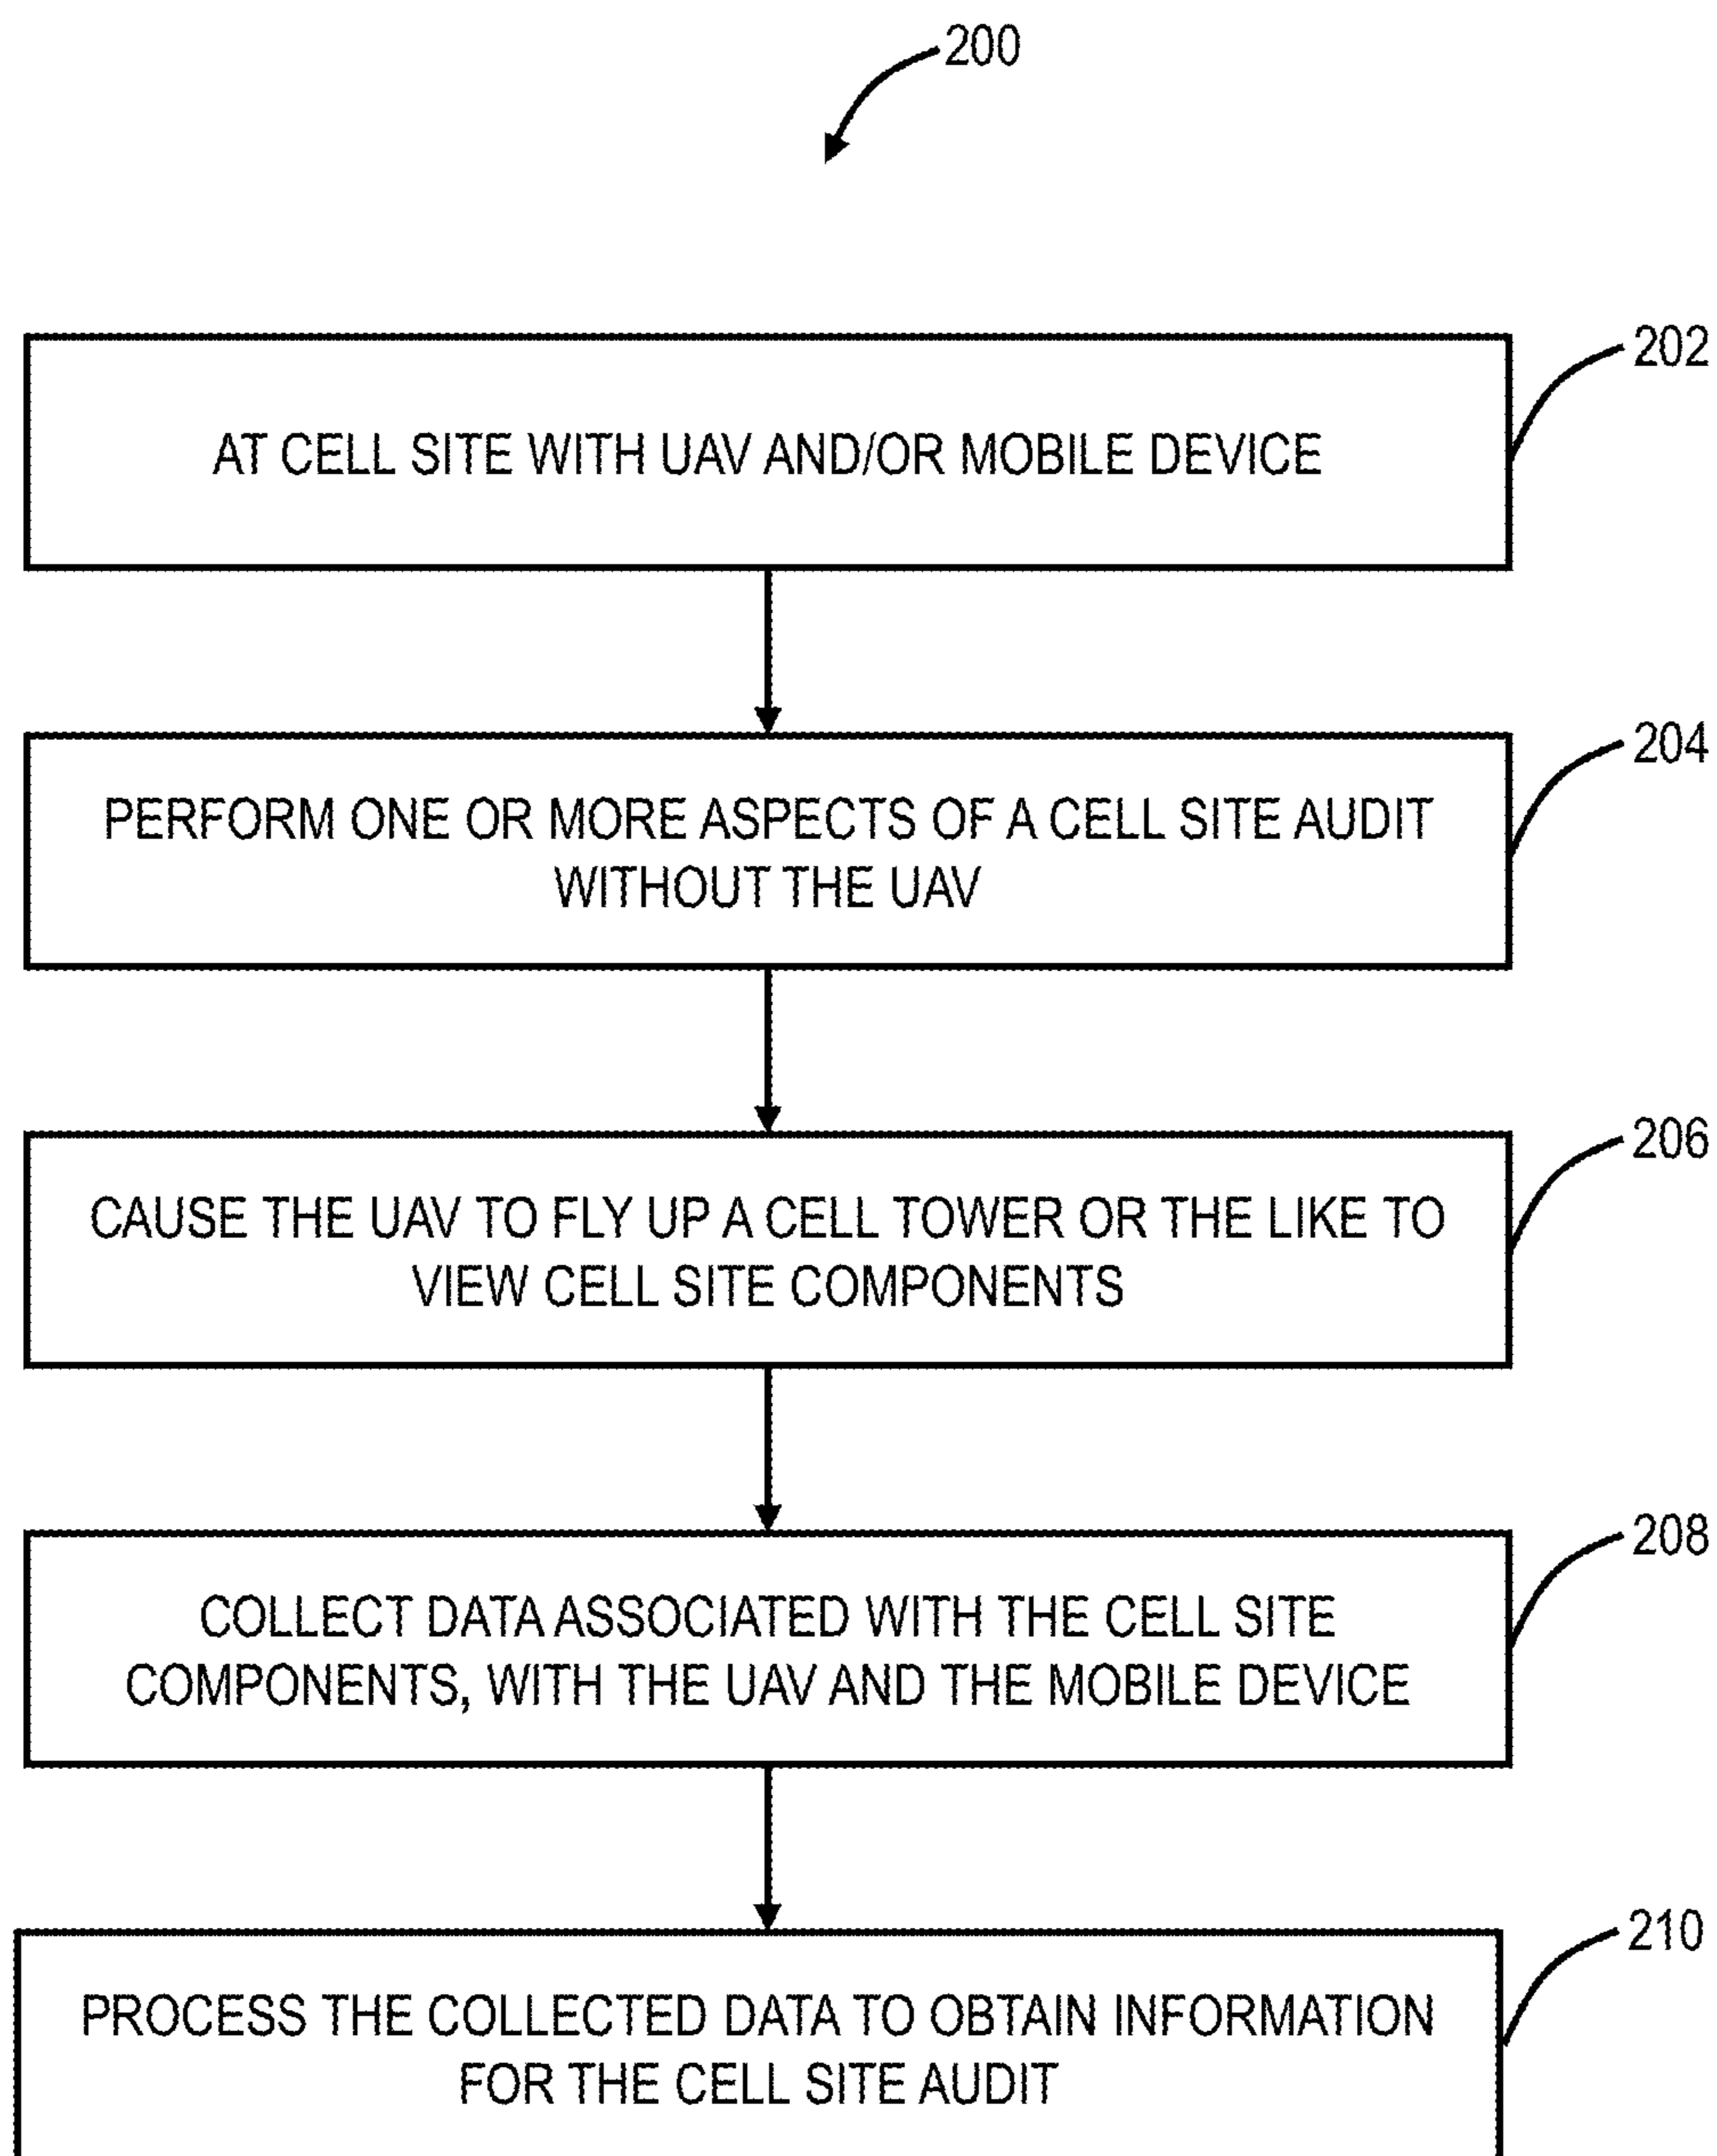 200
202
AT CELL SITE WITH UAV AND/OR MOBILE DEVICE
204
PERFORM ONE OR MORE ASPECTS OF A CELL SITE AUDIT
WITHOUT THE UAV
206
CAUSE THE UAV TO FLY UP A CELL TOWER OR THE LIKE TO
VIEW CELL SITE COMPONENTS
208
COLLECT DATA ASSOCIATED WITH THE CELL SITE
COMPONENTS, WITH THE UAV AND THE MOBILE DEVICE
210
PROCESS THE COLLECTED DATA TO OBTAIN INFORMATION
FOR THE CELL SITE AUDIT